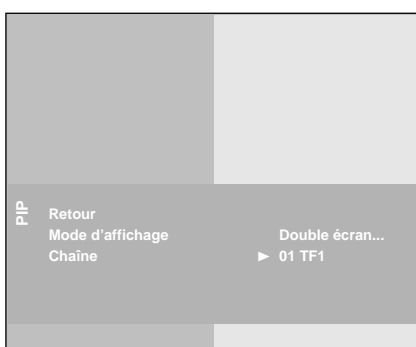 PIP
Retour
Mode d'affichage Double écran...
Chaîne ► 01 TF1